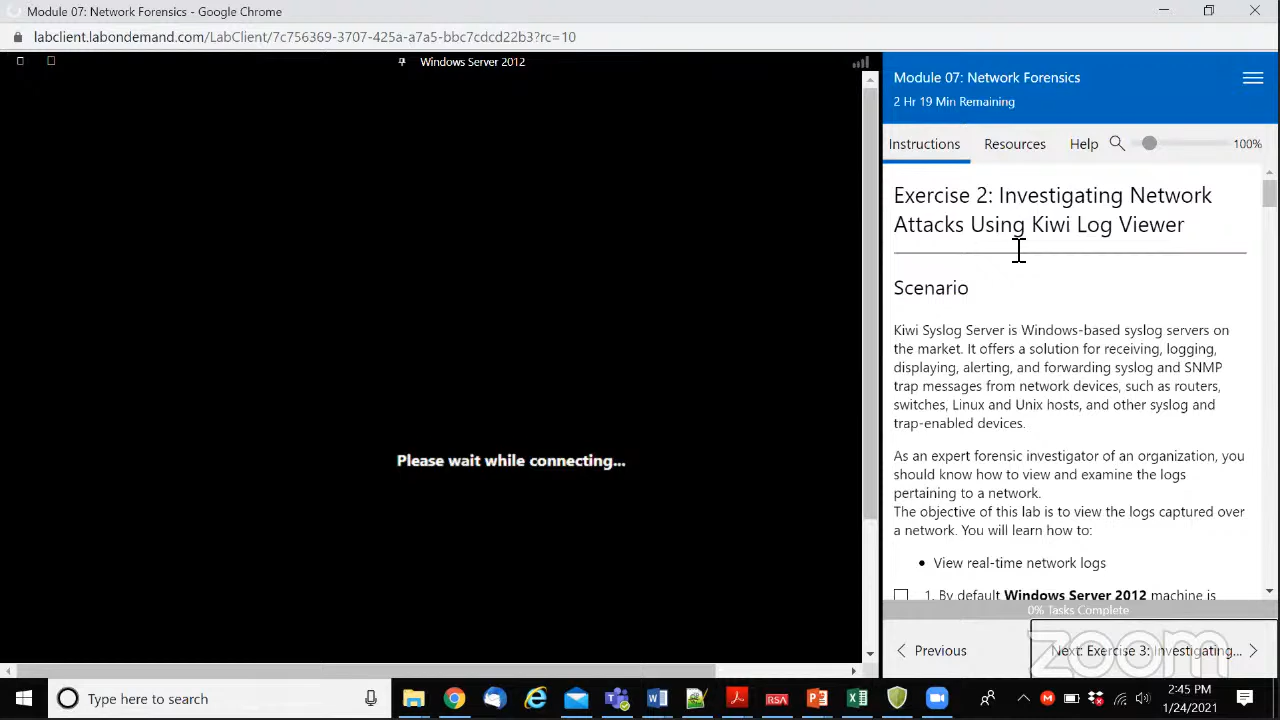 Module 07: Network Forensics - Google Chrome
labclient.labondemand.com/LabClient/7c756369-3707-425a-a7a5-bbc7cdcd22b3?rc=10
Windows Server 2012
Please wait while connecting...
Module 07: Network Forensics
2 Hr 19 Min Remaining
Instructions Resources Help 100%
Exercise 2: Investigating Network
Attacks Using Kiwi Log Viewer
Scenario
Kiwi Syslog Server is Windows-based syslog servers on
the market. It offers a solution for receiving, logging,
displaying, alerting, and forwarding syslog and SNMP
trap messages from network devices, such as routers,
switches, Linux and Unix hosts, and other syslog and
trap-enabled devices.
As an expert forensic investigator of an organization, you
should know how to view and examine the logs
pertaining to a network.
The objective of this lab is to view the logs captured over
a network. You will learn how to:
• View real-time network logs
1. By default Windows Server 2012 machine is
0% Tasks Complete
Previous
Next: Exercise 3: Investigating...
zoom
Type here to search
RSA
2:45 PM
1/24/2021